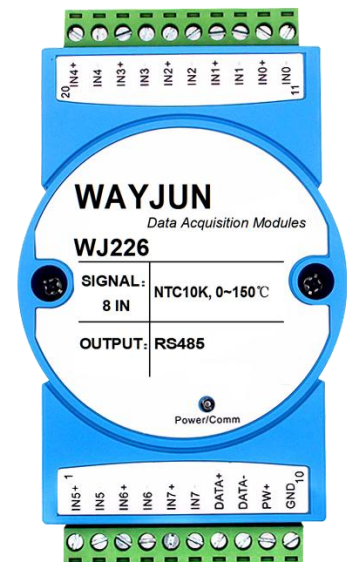 20 IN4+ IN4- IN3+ IN3 IN2+ IN2 IN1+ IN1- IN0+ IN0- 11
WAYJUN
Data Acquisition Modules
WJ226
SIGNAL: NTC10K, 0~150℃
8 IN
OUTPUT: RS485
Power/Comm
1 IN5+ IN5- IN6+ IN6 IN7+ IN7- DATA+ DATA- PW+ GND 10